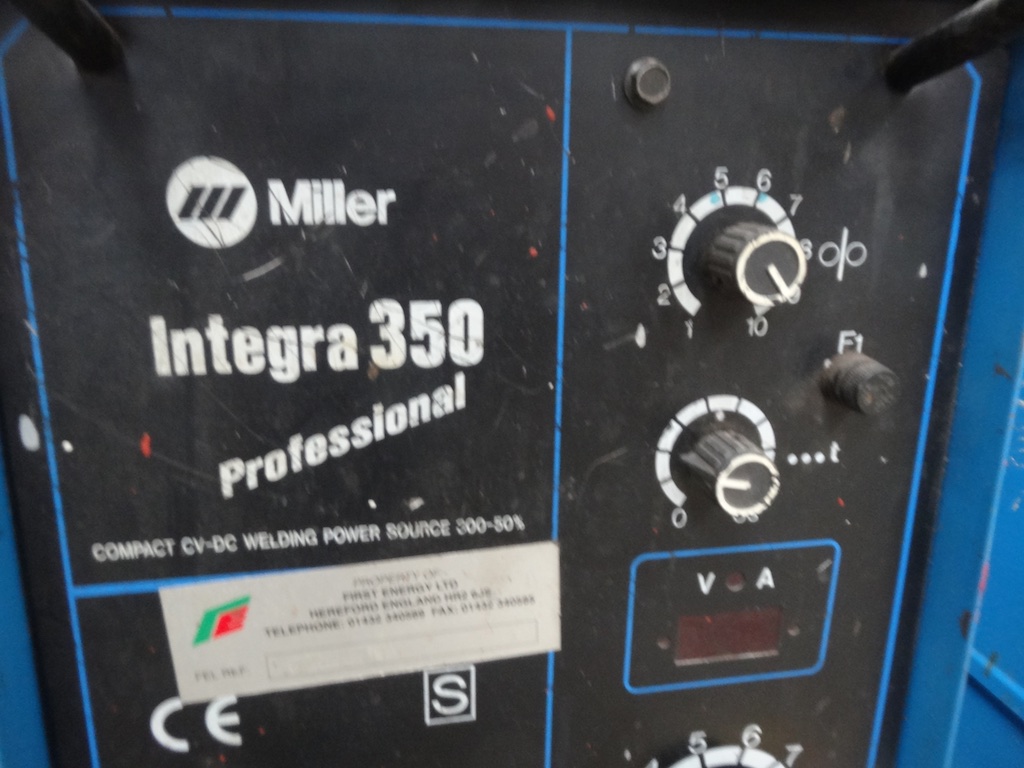 Miller
Integra 350
Professional
COMPACT CV-DC WELDING POWER SOURCE 300-50%
PROPERTY OF:
FIRST ENERGY LTD
HEREFORD ENGLAND HR2
TELEPHONE: 01432 340589 FAX: 01432
FEL REF:
CE
S
1 2 3 4 5 6 7 8 10
F1
0 ...t
V A
5 6 7